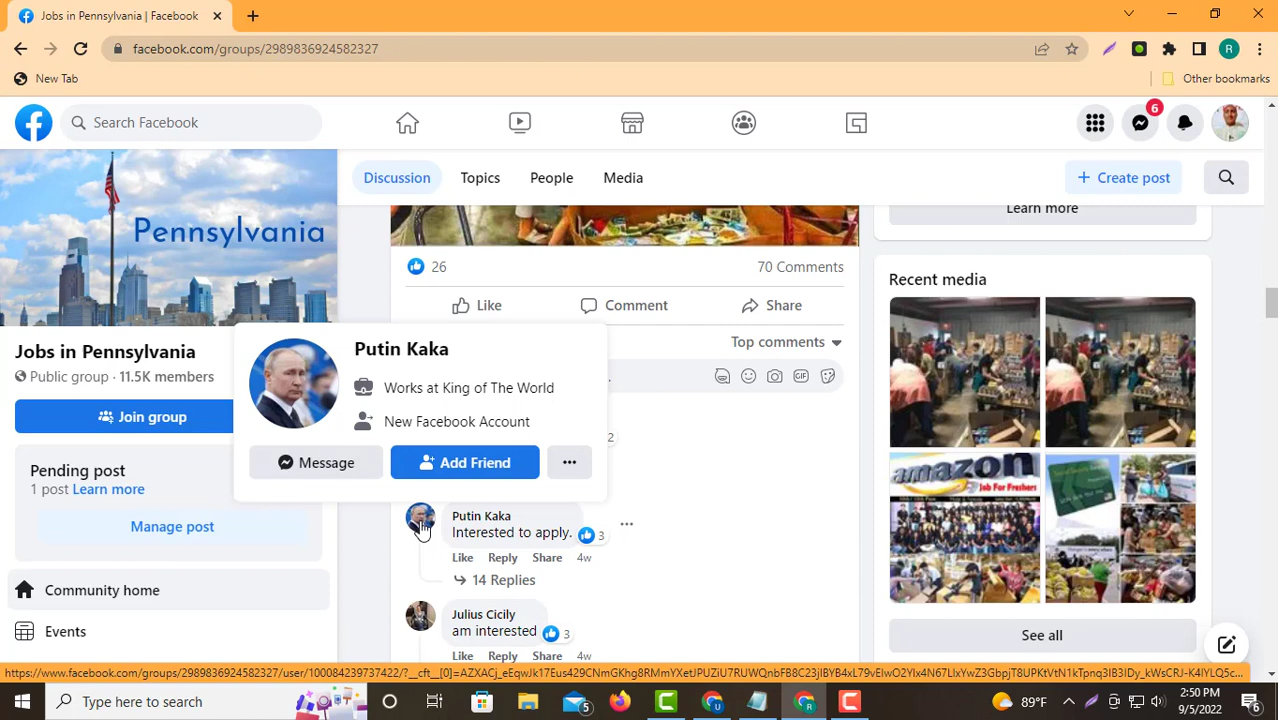 Jobs in Pennsylvania | Facebook
facebook.com/groups/2989836924582327
R
New Tab
Other bookmarks
Search Facebook
6
Discussion
Topics
People
Media
+ Create post
Pennsylvania
Learn more
26
70 Comments
Like
Comment
Share
Recent media
Top comments
Jobs in Pennsylvania
Public group · 11.5K members
Join group
Putin Kaka
Works at King of The World
New Facebook Account
Message
Add Friend
2
Pending post
1 post Learn more
Manage post
amazon
Job For Freshers
Putin Kaka
Interested to apply.
3
Like Reply Share 4w
14 Replies
Community home
Julius Cicily
am interested
3
Events
See all
Like Reply Share 4w
Type here to search
5
89°F
2:50 PM
9/5/2022
6